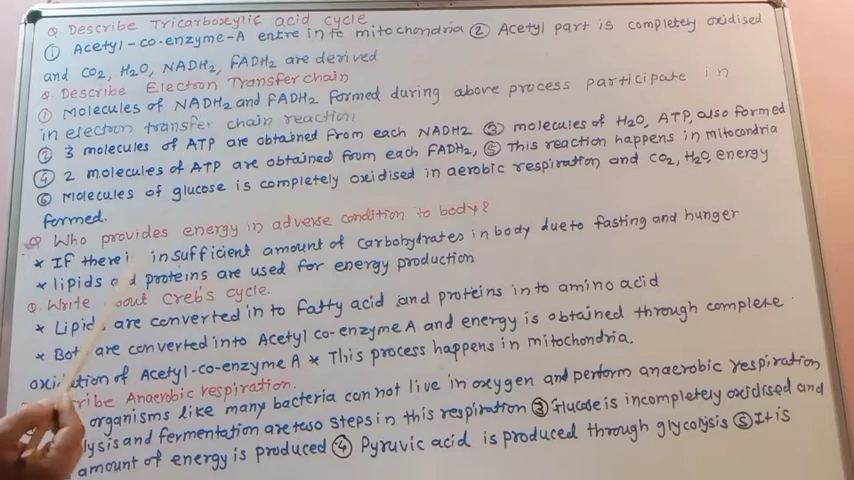 Q Describe Tricarboxylic acid cycle
① Acetyl-co-enzyme-A entre in to mitochondria ② Acetyl part is completely oxidised
and CO2, H2O, NADH2, FADH2 are derived
Q Describe Electron Transfer chain
① Molecules of NADH2 and FADH2 formed during above process participate in
in electron transfer chain reaction
② 3 molecules of ATP are obtained from each NADH2 ③ molecules of H2O, ATP, also formed
④ 2 molecules of ATP are obtained from each FADH2, ⑤ This reaction happens in mitocondria
⑥ Molecules of glucose is completely oxidised in aerobic respiration and CO2, H2O, energy
formed.
Q Who provides energy in adverse condition to body?
* If there insufficient amount of carbohydrates in body due to fasting and hunger
* lipids proteins are used for energy production
Q. Write Creb's cycle.
* are converted in to fatty acid and proteins in to amino acid
* are converted into Acetyl co-enzyme A and energy is obtained through complete
of Acetyl-co-enzyme A * This process happens in mitochondria.
Anaerobic respiration.
organisms like many bacteria can not live in oxygen and perform anaerobic respiration
and fermentation are two steps in this respiration ③ Glucose is incompletely oxidised and
amount of energy is produced ④ Pyruvic acid is produced through glycolysis ⑤ It is